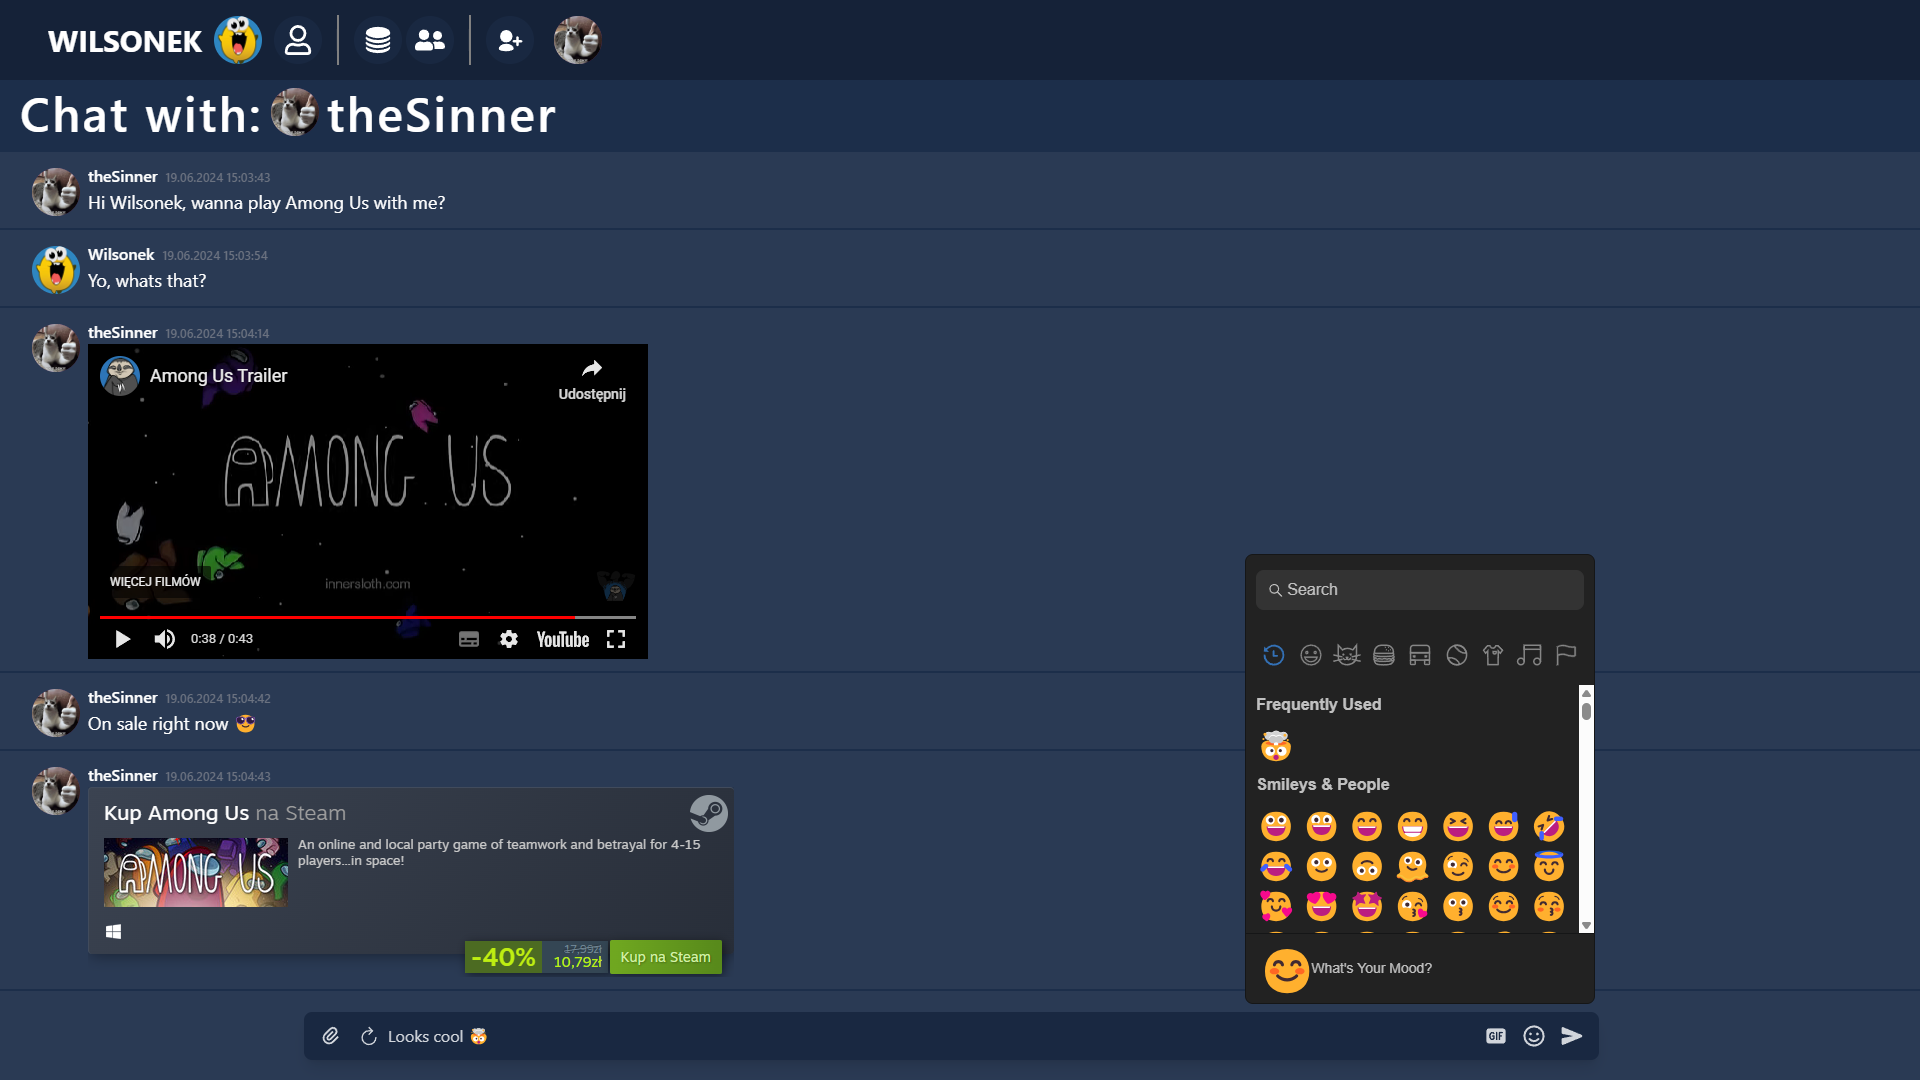 WILSONEK
Chat with: theSinner
theSinner 19.06.2024 15:03:43
Hi Wilsonek, wanna play Among Us with me?
Wilsonek 19.06.2024 15:03:54
Yo, whats that?
theSinner 19.06.2024 15:04:14
Among Us Trailer
Udostępnij
AMONG US
WIĘCEJ FILMÓW
innersloth.com
0:38 / 0:43
YouTube
theSinner 19.06.2024 15:04:42
On sale right now 😎
theSinner 19.06.2024 15:04:43
Kup Among Us na Steam
AMONG US
An online and local party game of teamwork and betrayal for 4-15
players...in space!
-40%
17,99zł
10,79zł
Kup na Steam
Search
Frequently Used
Smileys & People
What's Your Mood?
Looks cool 🤯
GIF